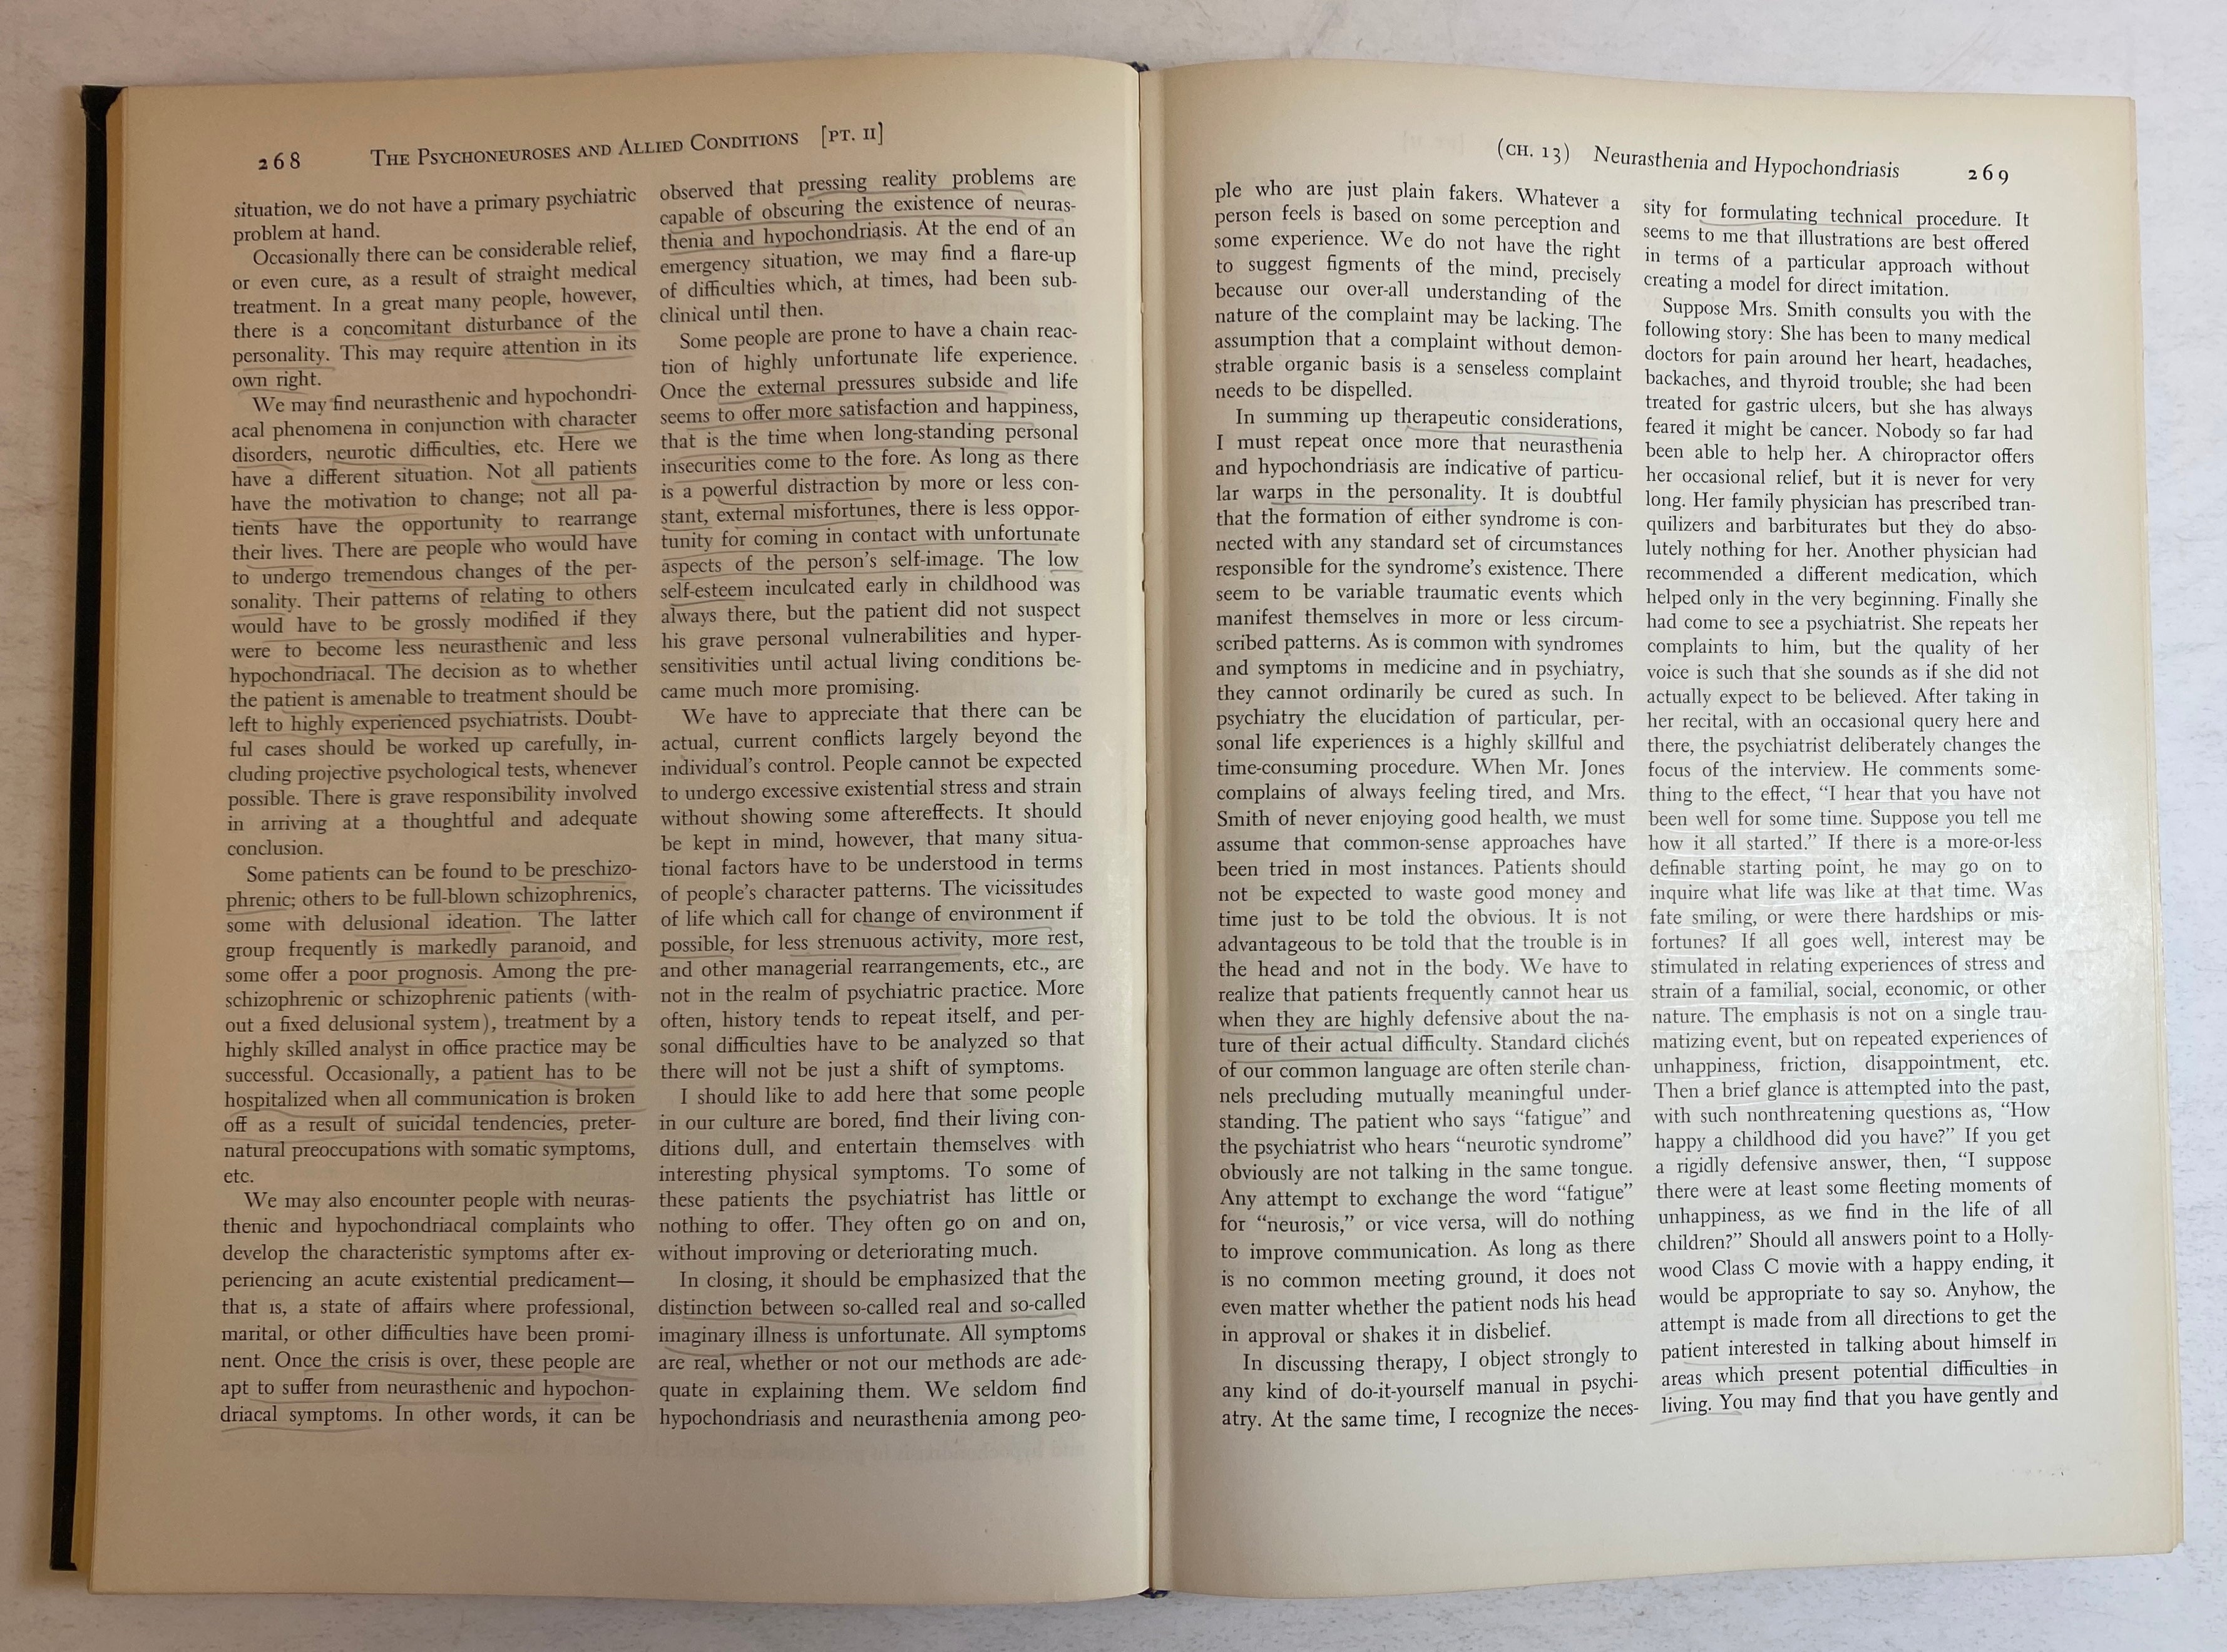 268 The Psychoneuroses and Allied Conditions [PT. II]
situation, we do not have a primary psychiatric
problem at hand.
Occasionally there can be considerable relief,
or even cure, as a result of straight medical
treatment. In a great many people, however,
there is a concomitant disturbance of the
personality. This may require attention in its
own right.
We may find neurasthenic and hypochondri-
acal phenomena in conjunction with character
disorders, neurotic difficulties, etc. Here we
have a different situation. Not all patients
have the motivation to change; not all pa-
tients have the opportunity to rearrange
their lives. There are people who would have
to undergo tremendous changes of the per-
sonality. Their patterns of relating to others
would have to be grossly modified if they
were to become less neurasthenic and less
hypochondriacal. The decision as to whether
the patient is amenable to treatment should be
left to highly experienced psychiatrists. Doubt-
ful cases should be worked up carefully, in-
cluding projective psychological tests, whenever
possible. There is grave responsibility involved
in arriving at a thoughtful and adequate
conclusion.
Some patients can be found to be preschizo-
phrenic; others to be full-blown schizophrenics,
some with delusional ideation. The latter
group frequently is markedly paranoid, and
some offer a poor prognosis. Among the pre-
schizophrenic or schizophrenic patients (with-
out a fixed delusional system), treatment by a
highly skilled analyst in office practice may be
successful. Occasionally, a patient has to be
hospitalized when all communication is broken
off as a result of suicidal tendencies, preter-
natural preoccupations with somatic symptoms,
etc.
We may also encounter people with neuras-
thenic and hypochondriacal complaints who
develop the characteristic symptoms after ex-
periencing an acute existential predicament—
that is, a state of affairs where professional,
marital, or other difficulties have been promi-
nent. Once the crisis is over, these people are
apt to suffer from neurasthenic and hypochon-
driacal symptoms. In other words, it can be
observed that pressing reality problems are
capable of obscuring the existence of neuras-
thenia and hypochondriasis. At the end of an
emergency situation, we may find a flare-up
of difficulties which, at times, had been sub-
clinical until then.
Some people are prone to have a chain reac-
tion of highly unfortunate life experience.
Once the external pressures subside and life
seems to offer more satisfaction and happiness,
that is the time when long-standing personal
insecurities come to the fore. As long as there
is a powerful distraction by more or less con-
stant, external misfortunes, there is less oppor-
tunity for coming in contact with unfortunate
aspects of the person's self-image. The low
self-esteem inculcated early in childhood was
always there, but the patient did not suspect
his grave personal vulnerabilities and hyper-
sensitivities until actual living conditions be-
came much more promising.
We have to appreciate that there can be
actual, current conflicts largely beyond the
individual's control. People cannot be expected
to undergo excessive existential stress and strain
without showing some aftereffects. It should
be kept in mind, however, that many situa-
tional factors have to be understood in terms
of people's character patterns. The vicissitudes
of life which call for change of environment if
possible, for less strenuous activity, more rest,
and other managerial rearrangements, etc., are
not in the realm of psychiatric practice. More
often, history tends to repeat itself, and per-
sonal difficulties have to be analyzed so that
there will not be just a shift of symptoms.
I should like to add here that some people
in our culture are bored, find their living con-
ditions dull, and entertain themselves with
interesting physical symptoms. To some of
these patients the psychiatrist has little or
nothing to offer. They often go on and on,
without improving or deteriorating much.
In closing, it should be emphasized that the
distinction between so-called real and so-called
imaginary illness is unfortunate. All symptoms
are real, whether or not our methods are ade-
quate in explaining them. We seldom find
hypochondriasis and neurasthenia among peo-
(CH. 13) Neurasthenia and Hypochondriasis 269
ple who are just plain fakers. Whatever a
person feels is based on some perception and
some experience. We do not have the right
to suggest figments of the mind, precisely
because our over-all understanding of the
nature of the complaint may be lacking. The
assumption that a complaint without demon-
strable organic basis is a senseless complaint
needs to be dispelled.
In summing up therapeutic considerations,
I must repeat once more that neurasthenia
and hypochondriasis are indicative of particu-
lar warps in the personality. It is doubtful
that the formation of either syndrome is con-
nected with any standard set of circumstances
responsible for the syndrome's existence. There
seem to be variable traumatic events which
manifest themselves in more or less circum-
scribed patterns. As is common with syndromes
and symptoms in medicine and in psychiatry,
they cannot ordinarily be cured as such. In
psychiatry the elucidation of particular, per-
sonal life experiences is a highly skillful and
time-consuming procedure. When Mr. Jones
complains of always feeling tired, and Mrs.
Smith of never enjoying good health, we must
assume that common-sense approaches have
been tried in most instances. Patients should
not be expected to waste good money and
time just to be told the obvious. It is not
advantageous to be told that the trouble is in
the head and not in the body. We have to
realize that patients frequently cannot hear us
when they are highly defensive about the na-
ture of their actual difficulty. Standard clichés
of our common language are often sterile chan-
nels precluding mutually meaningful under-
standing. The patient who says "fatigue" and
the psychiatrist who hears "neurotic syndrome"
obviously are not talking in the same tongue.
Any attempt to exchange the word "fatigue"
for "neurosis," or vice versa, will do nothing
to improve communication. As long as there
is no common meeting ground, it does not
even matter whether the patient nods his head
in approval or shakes it in disbelief.
In discussing therapy, I object strongly to
any kind of do-it-yourself manual in psychi-
atry. At the same time, I recognize the neces-
sity for formulating technical procedure. It
seems to me that illustrations are best offered
in terms of a particular approach without
creating a model for direct imitation.
Suppose Mrs. Smith consults you with the
following story: She has been to many medical
doctors for pain around her heart, headaches,
backaches, and thyroid trouble; she had been
treated for gastric ulcers, but she has always
feared it might be cancer. Nobody so far had
been able to help her. A chiropractor offers
her occasional relief, but it is never for very
long. Her family physician has prescribed tran-
quilizers and barbiturates but they do abso-
lutely nothing for her. Another physician had
recommended a different medication, which
helped only in the very beginning. Finally she
had come to see a psychiatrist. She repeats her
complaints to him, but the quality of her
voice is such that she sounds as if she did not
actually expect to be believed. After taking in
her recital, with an occasional query here and
there, the psychiatrist deliberately changes the
focus of the interview. He comments some-
thing to the effect, "I hear that you have not
been well for some time. Suppose you tell me
how it all started." If there is a more-or-less
definable starting point, he may go on to
inquire what life was like at that time. Was
fate smiling, or were there hardships or mis-
fortunes? If all goes well, interest may be
stimulated in relating experiences of stress and
strain of a familial, social, economic, or other
nature. The emphasis is not on a single trau-
matizing event, but on repeated experiences of
unhappiness, friction, disappointment, etc.
Then a brief glance is attempted into the past,
with such nonthreatening questions as, "How
happy a childhood did you have?" If you get
a rigidly defensive answer, then, "I suppose
there were at least some fleeting moments of
unhappiness, as we find in the life of all
children?" Should all answers point to a Holly-
wood Class C movie with a happy ending, it
would be appropriate to say so. Anyhow, the
attempt is made from all directions to get the
patient interested in talking about himself in
areas which present potential difficulties in
living. You may find that you have gently and